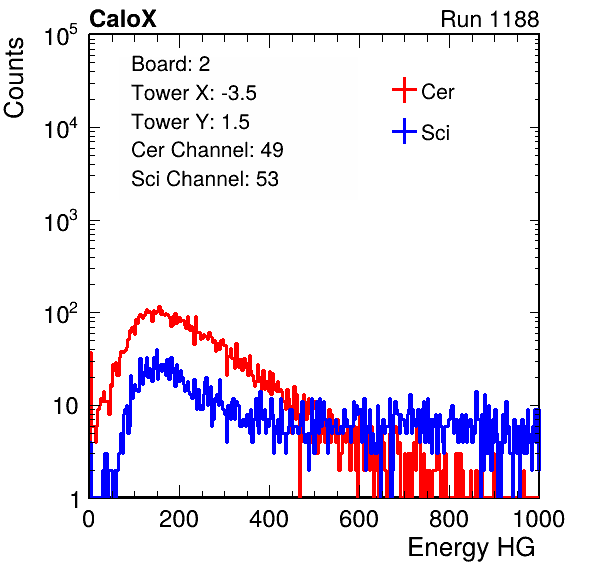 CaloX Run 1188
Counts
Board: 2
Tower X: -3.5
Tower Y: 1.5
Cer Channel: 49
Sci Channel: 53
Cer
Sci
10^5
10^4
10^3
10^2
10
1
0 200 400 600 800 1000
Energy HG